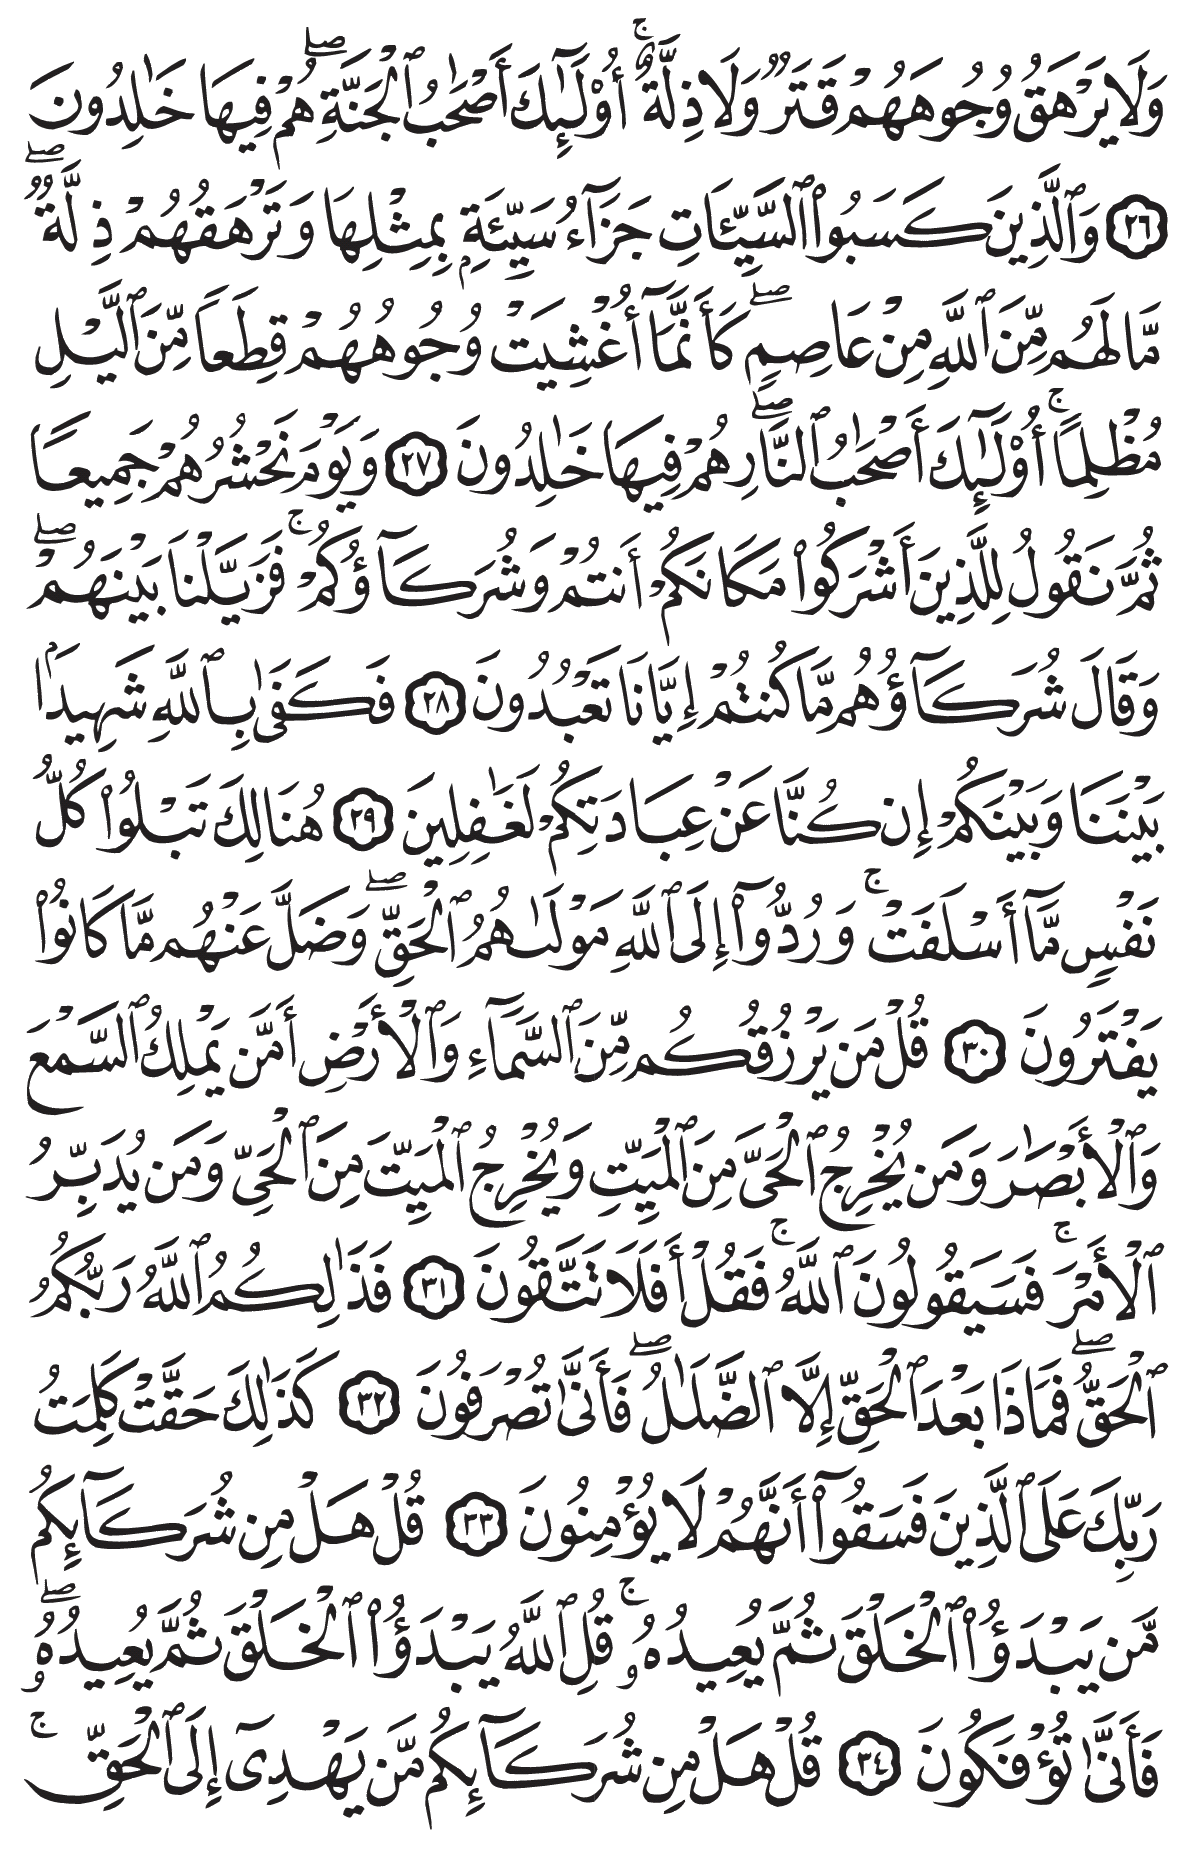 وَلَا يَرْهَقُ وُجُوهَهُمْ قَتَرٌ وَلَا ذِلَّةٌ ۚ أُوْلَٰٓئِكَ أَصْحَٰبُ ٱلْجَنَّةِ ۖ هُمْ فِيهَا خَٰلِدُونَ
٢٦ وَٱلَّذِينَ كَسَبُوا۟ ٱلسَّيِّـَٔاتِ جَزَآءُ سَيِّئَةٍۭ بِمِثْلِهَا وَتَرْهَقُهُمْ ذِلَّةٌ ۖ
مَّا لَهُم مِّنَ ٱللَّهِ مِنْ عَاصِمٍ ۖ كَأَنَّمَآ أُغْشِيَتْ وُجُوهُهُمْ قِطَعًا مِّنَ ٱلَّيْلِ
مُظْلِمًا ۚ أُوْلَٰٓئِكَ أَصْحَٰبُ ٱلنَّارِ ۖ هُمْ فِيهَا خَٰلِدُونَ ٢٧ وَيَوْمَ نَحْشُرُهُمْ جَمِيعًا
ثُمَّ نَقُولُ لِلَّذِينَ أَشْرَكُوا۟ مَكَانَكُمْ أَنتُمْ وَشُرَكَآؤُكُمْ ۚ فَزَيَّلْنَا بَيْنَهُمْ ۖ
وَقَالَ شُرَكَآؤُهُم مَّا كُنتُمْ إِيَّانَا تَعْبُدُونَ ٢٨ فَكَفَىٰ بِٱللَّهِ شَهِيدًۢا
بَيْنَنَا وَبَيْنَكُمْ إِن كُنَّا عَنْ عِبَادَتِكُمْ لَغَٰفِلِينَ ٢٩ هُنَالِكَ تَبْلُوا۟ كُلُّ
نَفْسٍ مَّآ أَسْلَفَتْ ۚ وَرُدُّوٓا۟ إِلَى ٱللَّهِ مَوْلَىٰهُمُ ٱلْحَقِّ ۖ وَضَلَّ عَنْهُم مَّا كَانُوا۟
يَفْتَرُونَ ٣٠ قُلْ مَن يَرْزُقُكُم مِّنَ ٱلسَّمَآءِ وَٱلْأَرْضِ أَمَّن يَمْلِكُ ٱلسَّمْعَ
وَٱلْأَبْصَٰرَ وَمَن يُخْرِجُ ٱلْحَىَّ مِنَ ٱلْمَيِّتِ وَيُخْرِجُ ٱلْمَيِّتَ مِنَ ٱلْحَىِّ وَمَن يُدَبِّرُ
ٱلْأَمْرَ ۚ فَسَيَقُولُونَ ٱللَّهُ ۚ فَقُلْ أَفَلَا تَتَّقُونَ ٣١ فَذَٰلِكُمُ ٱللَّهُ رَبُّكُمُ
ٱلْحَقُّ ۖ فَمَاذَا بَعْدَ ٱلْحَقِّ إِلَّا ٱلضَّلَٰلُ ۖ فَأَنَّىٰ تُصْرَفُونَ ٣٢ كَذَٰلِكَ حَقَّتْ كَلِمَتُ
رَبِّكَ عَلَى ٱلَّذِينَ فَسَقُوٓا۟ أَنَّهُمْ لَا يُؤْمِنُونَ ٣٣ قُلْ هَلْ مِن شُرَكَآئِكُم
مَّن يَبْدَؤُا۟ ٱلْخَلْقَ ثُمَّ يُعِيدُهُۥ ۚ قُلِ ٱللَّهُ يَبْدَؤُا۟ ٱلْخَلْقَ ثُمَّ يُعِيدُهُۥ ۖ
فَأَنَّىٰ تُؤْفَكُونَ ٣٤ قُلْ هَلْ مِن شُرَكَآئِكُم مَّن يَهْدِىٓ إِلَى ٱلْحَقِّ ۚ